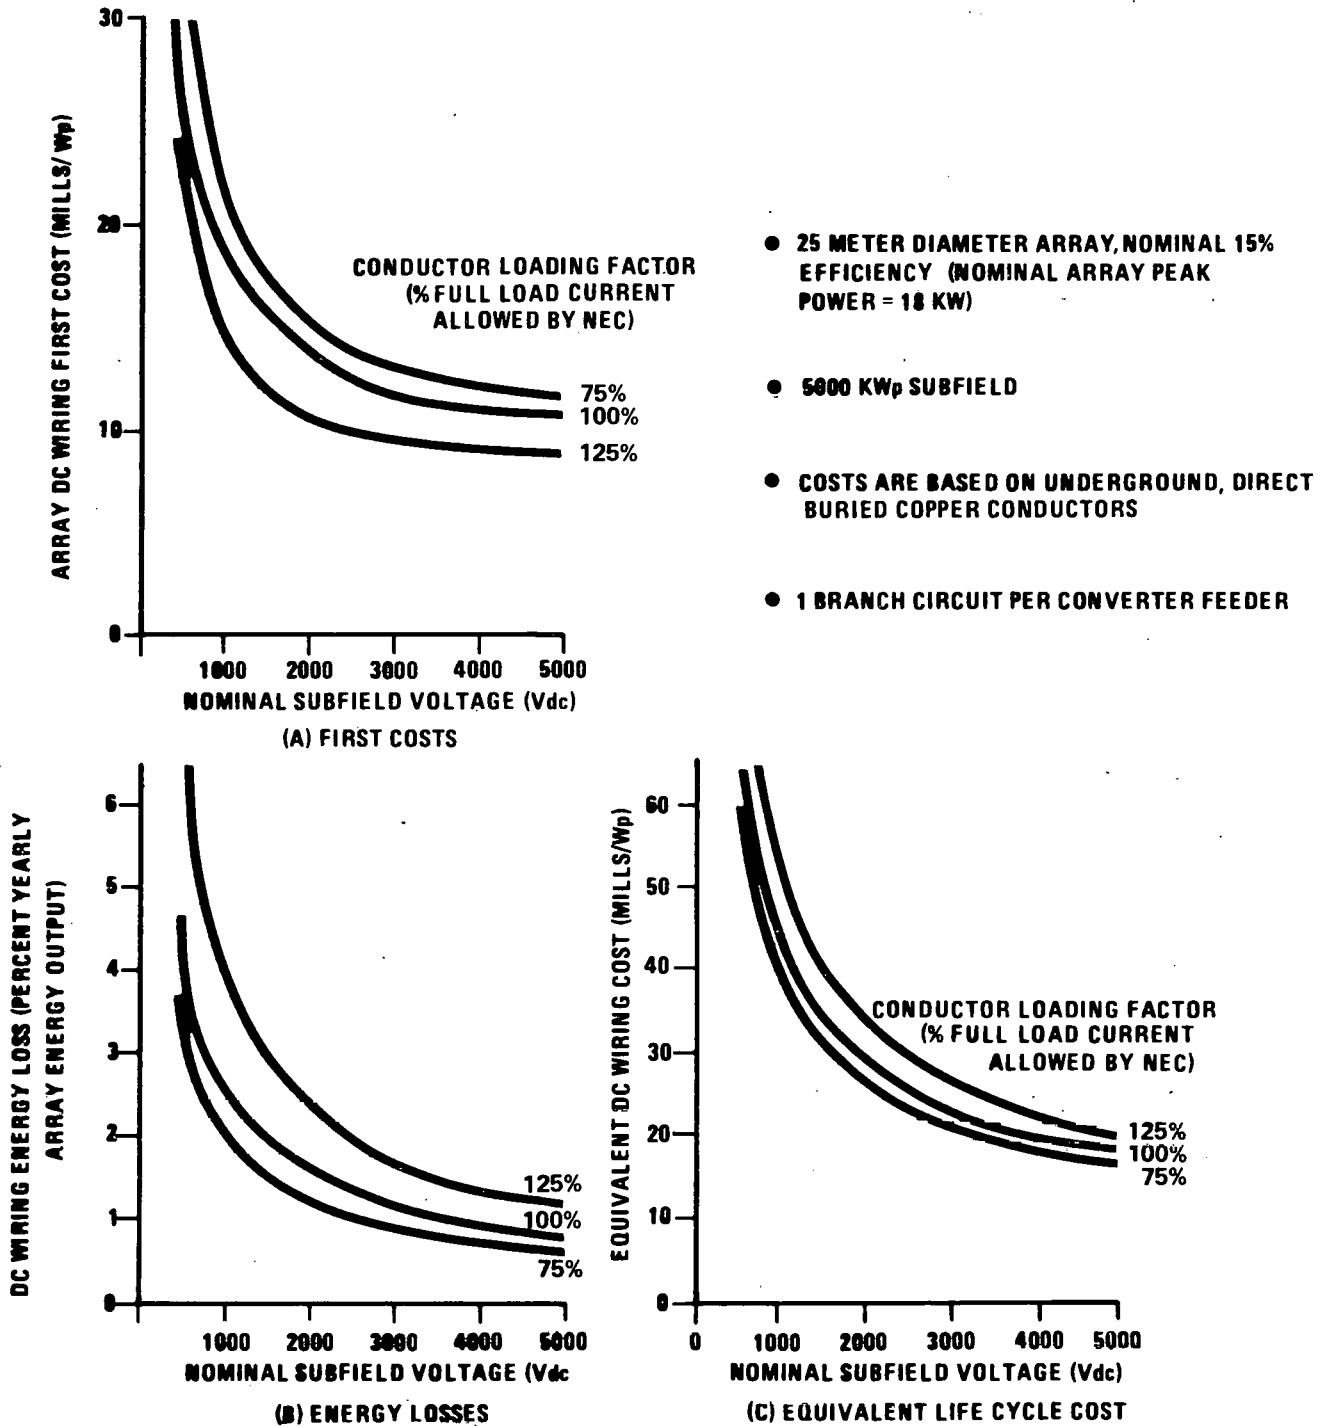 ARRAY DC WIRING FIRST COST (MILLS/Wp)
30
20
10
0
1000 2000 3000 4000 5000
NOMINAL SUBFIELD VOLTAGE (Vdc)
(A) FIRST COSTS
CONDUCTOR LOADING FACTOR
(% FULL LOAD CURRENT
ALLOWED BY NEC)
75%
100%
125%
● 25 METER DIAMETER ARRAY, NOMINAL 15%
EFFICIENCY (NOMINAL ARRAY PEAK
POWER = 18 KW)
● 5000 KWp SUBFIELD
● COSTS ARE BASED ON UNDERGROUND, DIRECT
BURIED COPPER CONDUCTORS
● 1 BRANCH CIRCUIT PER CONVERTER FEEDER
DC WIRING ENERGY LOSS (PERCENT YEARLY
ARRAY ENERGY OUTPUT)
6
5
4
3
2
1
0
125%
100%
75%
1000 2000 3000 4000 5000
NOMINAL SUBFIELD VOLTAGE (Vdc
(B) ENERGY LOSSES
EQUIVALENT DC WIRING COST (MILLS/Wp)
60
50
40
30
20
10
0
CONDUCTOR LOADING FACTOR
(% FULL LOAD CURRENT
ALLOWED BY NEC)
125%
100%
75%
0 1000 2000 3000 4000 5000
NOMINAL SUBFIELD VOLTAGE (Vdc)
(C) EQUIVALENT LIFE CYCLE COST